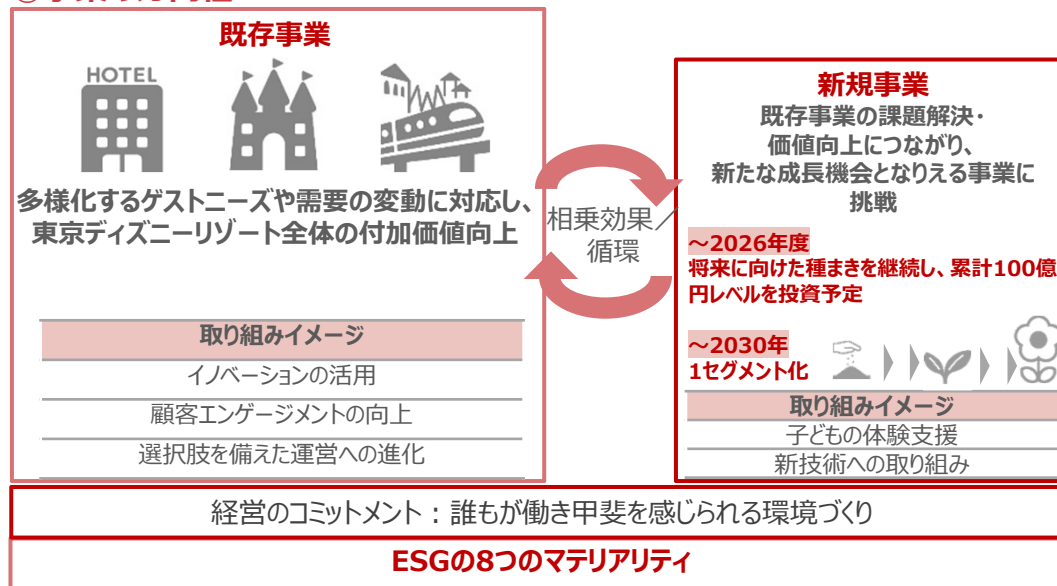 既存事業
HOTEL
多様化するゲストニーズや需要の変動に対応し、
東京ディズニーリゾート全体の付加価値向上
取り組みイメージ
イノベーションの活用
顧客エンゲージメントの向上
選択肢を備えた運営への進化
相乗効果／
循環
新規事業
既存事業の課題解決・
価値向上につながり、
新たな成長機会となりえる事業に
挑戦
～2026年度
将来に向けた種まきを継続し、累計100億
円レベルを投資予定
～2030年
1セグメント化
取り組みイメージ
子どもの体験支援
新技術への取り組み
経営のコミットメント：誰もが働き甲斐を感じられる環境づくり
ESGの8つのマテリアリティ